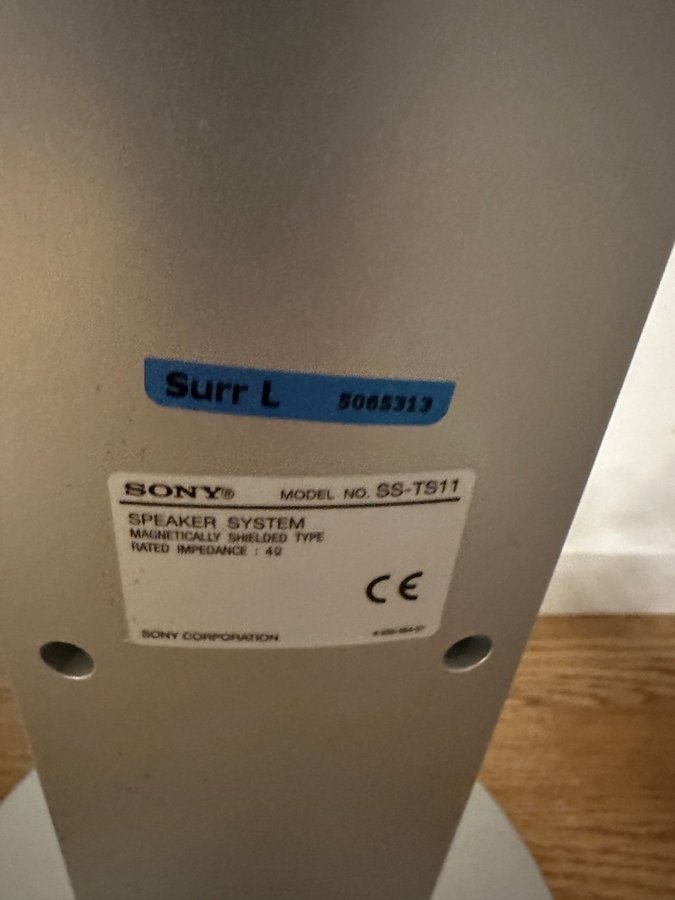 Surr L 5065313
SONY® MODEL NO. SS-TS11
SPEAKER SYSTEM
MAGNETICALLY SHIELDED TYPE
RATED IMPEDANCE : 4Ω
CE
SONY CORPORATION